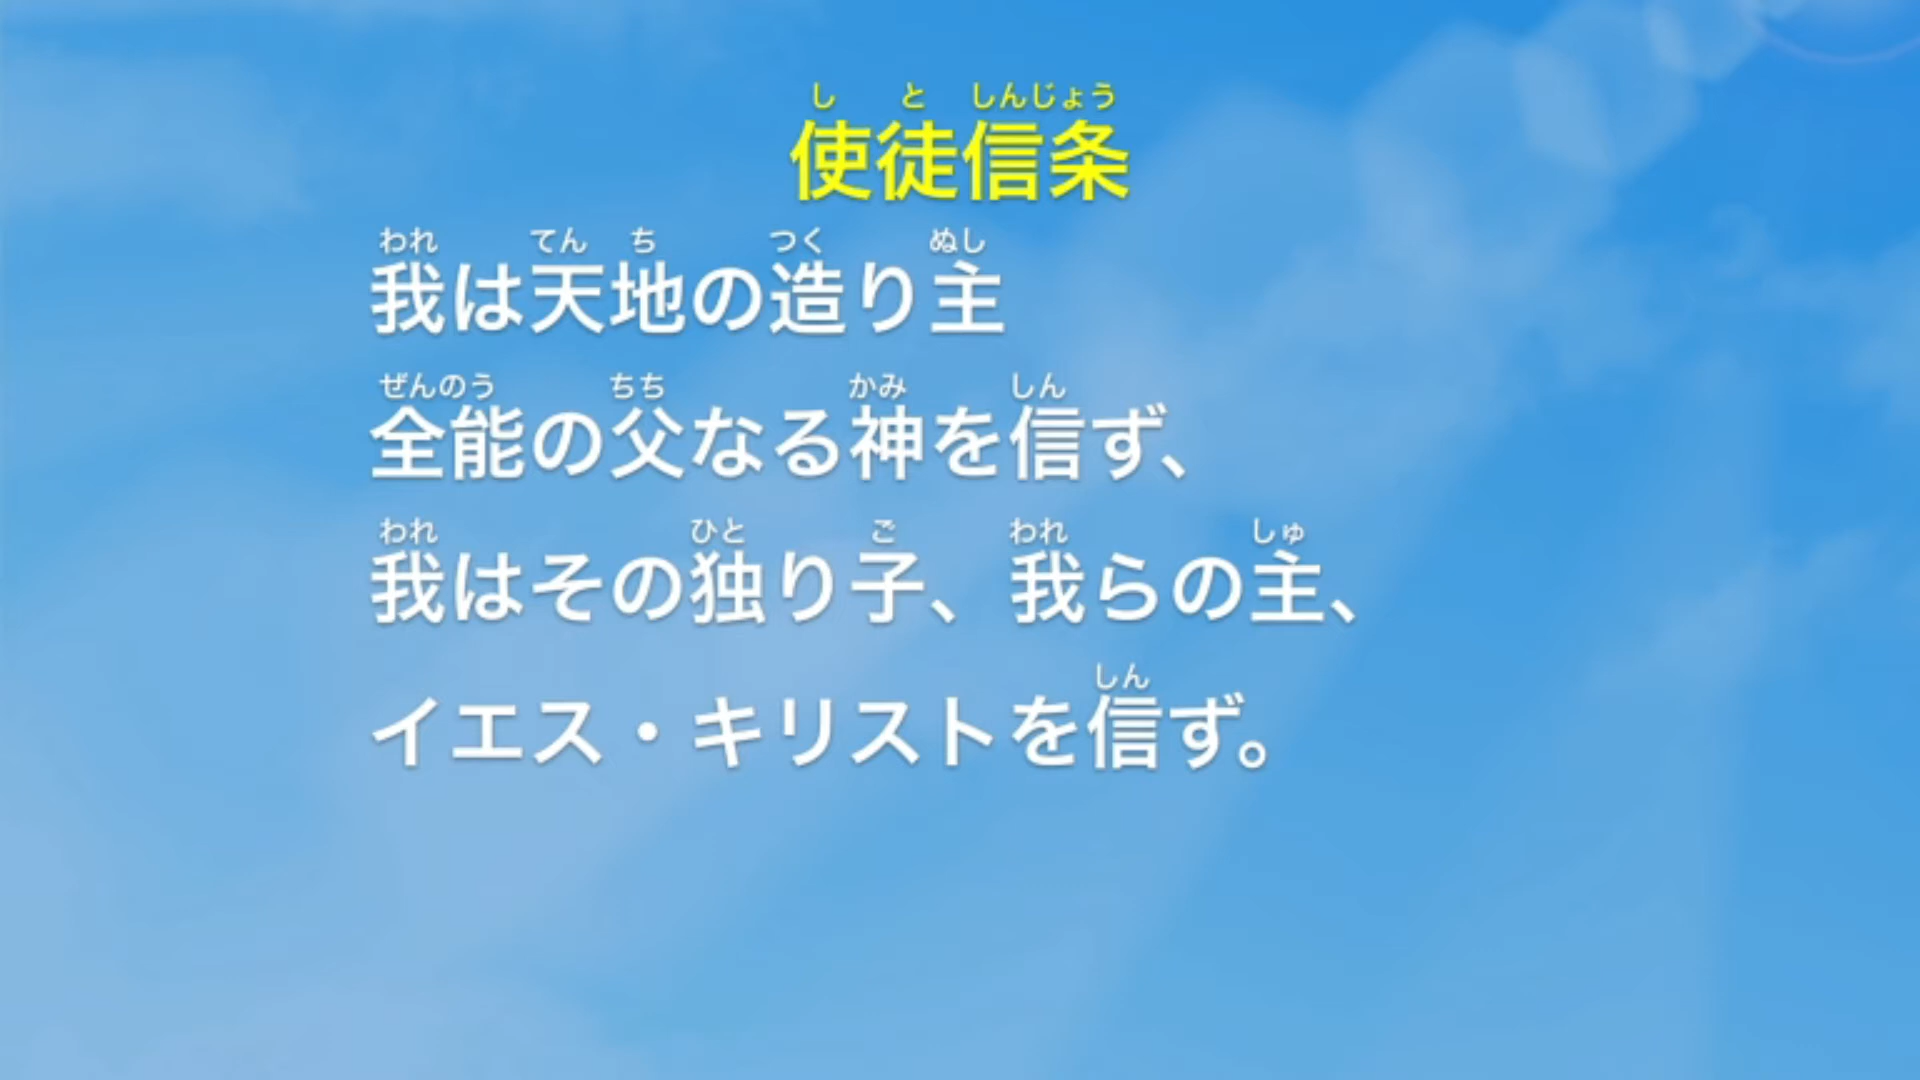 しとしんじょう
使徒信条
われ てんち つく ぬし
我は天地の造り主
ぜんのう ちち かみ しん
全能の父なる神を信ず、
われ ひと ご われ しゅ
我はその独り子、我らの主、
しん
イエス・キリストを信ず。